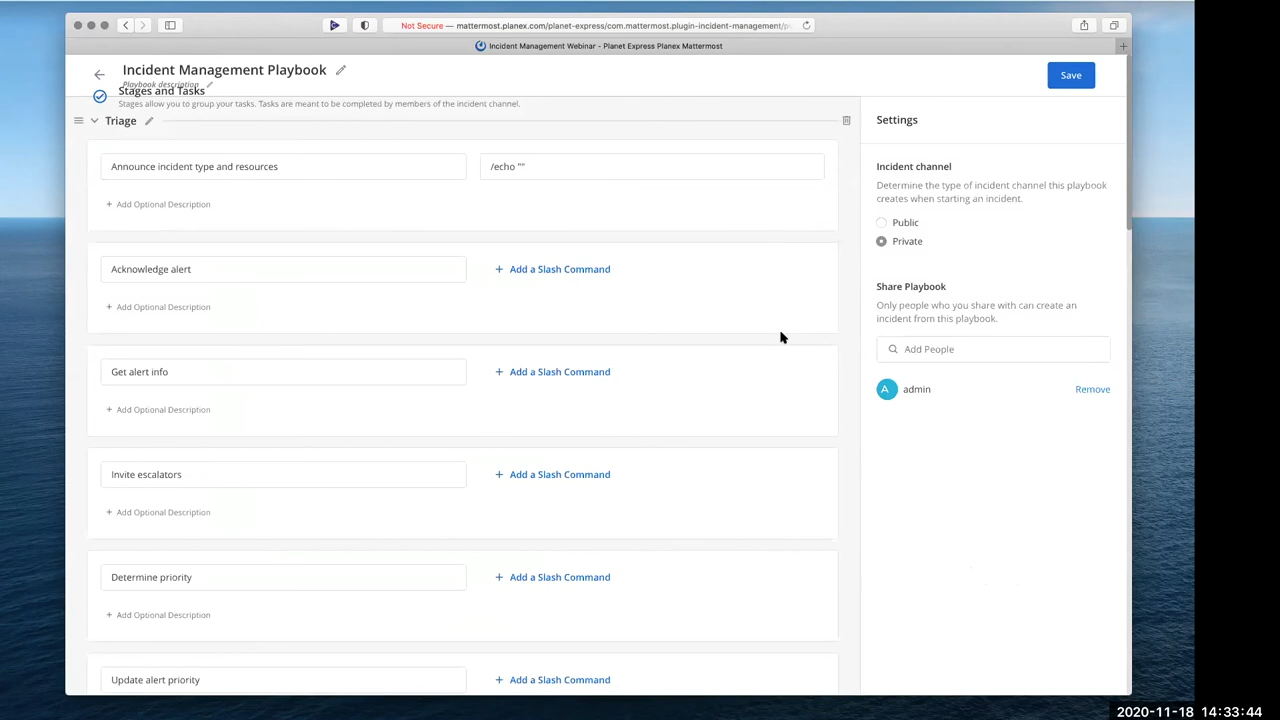 Not Secure — mattermost.planex.com/planet-express/com.mattermost.plugin-incident-management/
Incident Management Webinar - Planet Express Planex Mattermost
Incident Management Playbook
Save
Playbook description
Stages and Tasks
Stages allow you to group your tasks. Tasks are meant to be completed by members of the incident channel.
Triage
Announce incident type and resources
/echo ""
+ Add Optional Description
Acknowledge alert
+ Add a Slash Command
+ Add Optional Description
Get alert info
+ Add a Slash Command
+ Add Optional Description
Invite escalators
+ Add a Slash Command
+ Add Optional Description
Determine priority
+ Add a Slash Command
+ Add Optional Description
Update alert priority
+ Add a Slash Command
Settings
Incident channel
Determine the type of incident channel this playbook
creates when starting an incident.
Public
Private
Share Playbook
Only people who you share with can create an
incident from this playbook.
Add People
A
admin
Remove
2020-11-18 14:33:44